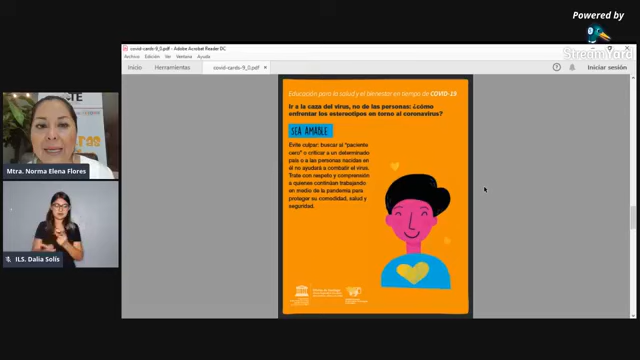 Powered by
StreamYard
covid-cards-9_0.pdf - Adobe Acrobat Reader DC
Archivo Edición Ver Ventana Ayuda
Inicio Herramientas covid-cards-9_0.pdf × Iniciar sesión
Educación para la salud y el bienestar en tiempo de COVID-19
Ir a la caza del virus, no de las personas: ¿cómo
enfrentar los estereotipos en torno al coronavirus?
SEA AMABLE
Evite culpar: buscar al "paciente
cero" o criticar a un determinado
país o a las personas nacidas en
él no ayudará a combatir el virus.
Trate con respeto y comprensión
a quienes continúan trabajando
en medio de la pandemia para
proteger su comodidad, salud y
seguridad.
Mtra. Norma Elena Flores
ILS. Dalia Solís